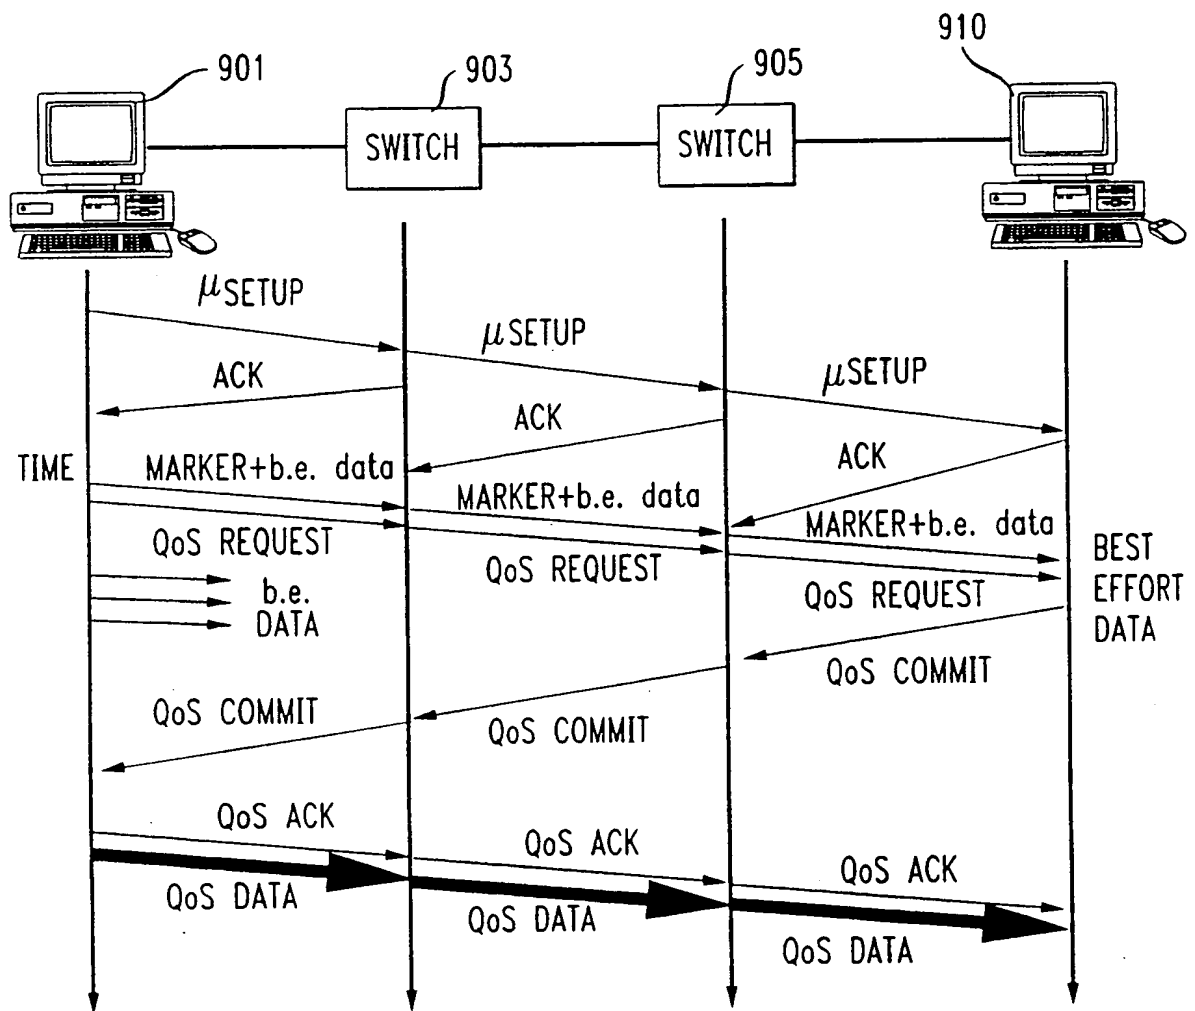 901
903
905
910
SWITCH
SWITCH
μSETUP
μSETUP
μSETUP
ACK
ACK
ACK
TIME
MARKER+b.e. data
MARKER+b.e. data
MARKER+b.e. data
QoS REQUEST
QoS REQUEST
QoS REQUEST
b.e.
DATA
BEST
EFFORT
DATA
QoS COMMIT
QoS COMMIT
QoS COMMIT
QoS ACK
QoS ACK
QoS ACK
QoS DATA
QoS DATA
QoS DATA